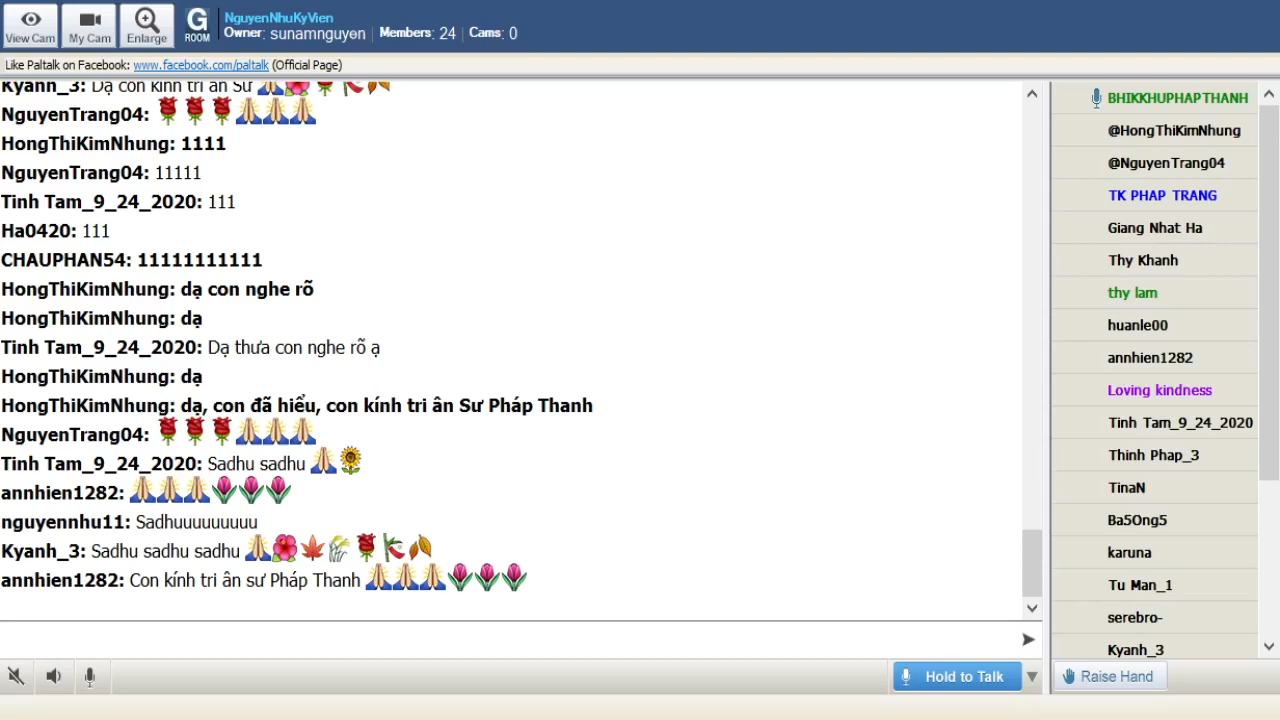 View Cam
My Cam
Enlarge
G
ROOM
NguyenNhuKyVien
Owner: sunamnguyen | Members: 24 | Cams: 0
Like Paltalk on Facebook: www.facebook.com/paltalk (Official Page)
Kyanh_3: Dạ con kính tri ân Sư 🙏🌺🌹🎋🍂
NguyenTrang04: 🌹🌹🌹🙏🙏🙏
HongThiKimNhung: 1111
NguyenTrang04: 11111
Tinh Tam_9_24_2020: 111
Ha0420: 111
CHAUPHAN54: 11111111111
HongThiKimNhung: dạ con nghe rõ
HongThiKimNhung: dạ
Tinh Tam_9_24_2020: Dạ thưa con nghe rõ ạ
HongThiKimNhung: dạ
HongThiKimNhung: dạ, con đã hiểu, con kính tri ân Sư Pháp Thanh
NguyenTrang04: 🌹🌹🌹🙏🙏🙏
Tinh Tam_9_24_2020: Sadhu sadhu 🙏🌻
annhien1282: 🙏🙏🙏🌷🌷🌷
nguyennhu11: Sadhuuuuuuuuu
Kyanh_3: Sadhu sadhu sadhu 🙏🌺🍁🌾🌹🎋🍂
annhien1282: Con kính tri ân sư Pháp Thanh 🙏🙏🙏🌷🌷🌷
Hold to Talk
BHIKKHUPHAPTHANH
@HongThiKimNhung
@NguyenTrang04
TK PHAP TRANG
Giang Nhat Ha
Thy Khanh
thy lam
huanle00
annhien1282
Loving kindness
Tinh Tam_9_24_2020
Thinh Phap_3
TinaN
Ba5Ong5
karuna
Tu Man_1
serebro-
Kyanh_3
Raise Hand